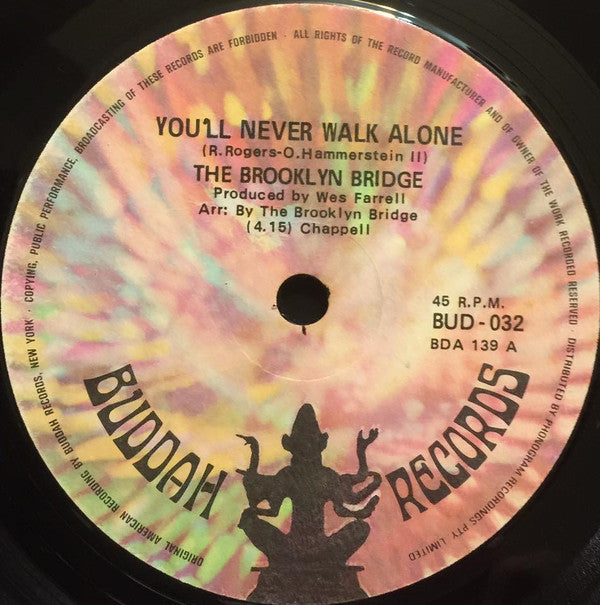 ORIGINAL AMERICAN RECORDING BY BUDDAH RECORDS, NEW YORK · COPYING, PUBLIC PERFORMANCE, BROADCASTING OF THESE RECORDS ARE FORBIDDEN · ALL RIGHTS OF THE RECORD MANUFACTURER AND OF OWNER OF THE WORK RECORDED RESERVED · DISTRIBUTED BY PHONOGRAM RECORDINGS PTY. LIMITED
YOU'LL NEVER WALK ALONE
(R.Rogers-O.Hammerstein II)
THE BROOKLYN BRIDGE
Produced by Wes Farrell
Arr: By The Brooklyn Bridge
(4.15) Chappell
45 R.P.M.
BUD-032
BDA 139 A
BUDDAH RECORDS